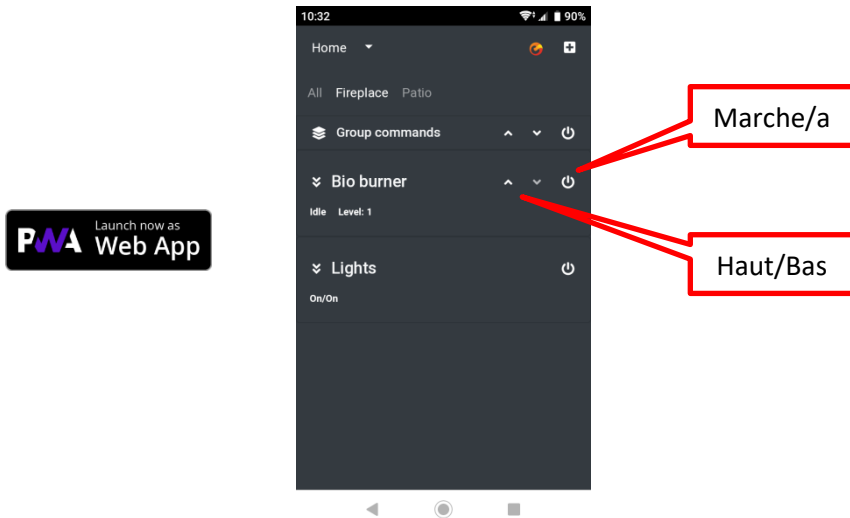 10:32 90%
Home
All Fireplace Patio
Group commands
Bio burner
Idle Level: 1
Lights
On/On
PWA Launch now as
Web App
Marche/a
Haut/Bas